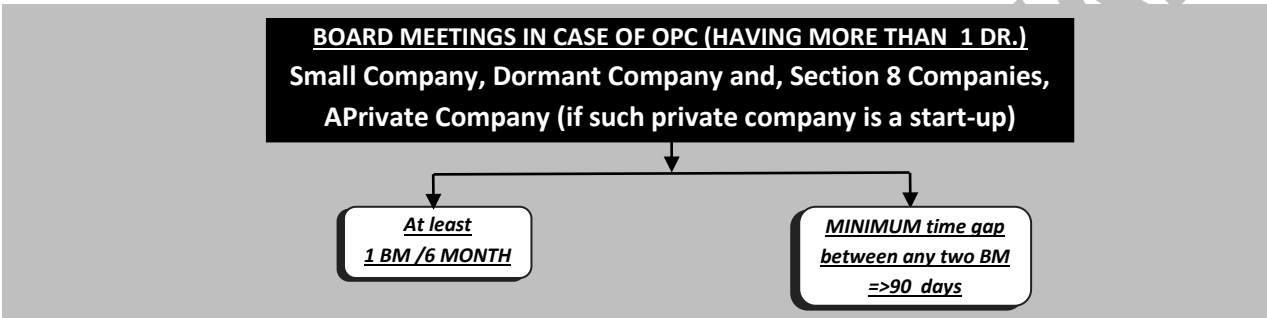 BOARD MEETINGS IN CASE OF OPC (HAVING MORE THAN 1 DR.)
Small Company, Dormant Company and, Section 8 Companies,
APrivate Company (if such private company is a start-up)
At least
1 BM /6 MONTH
MINIMUM time gap
between any two BM
=>90 days